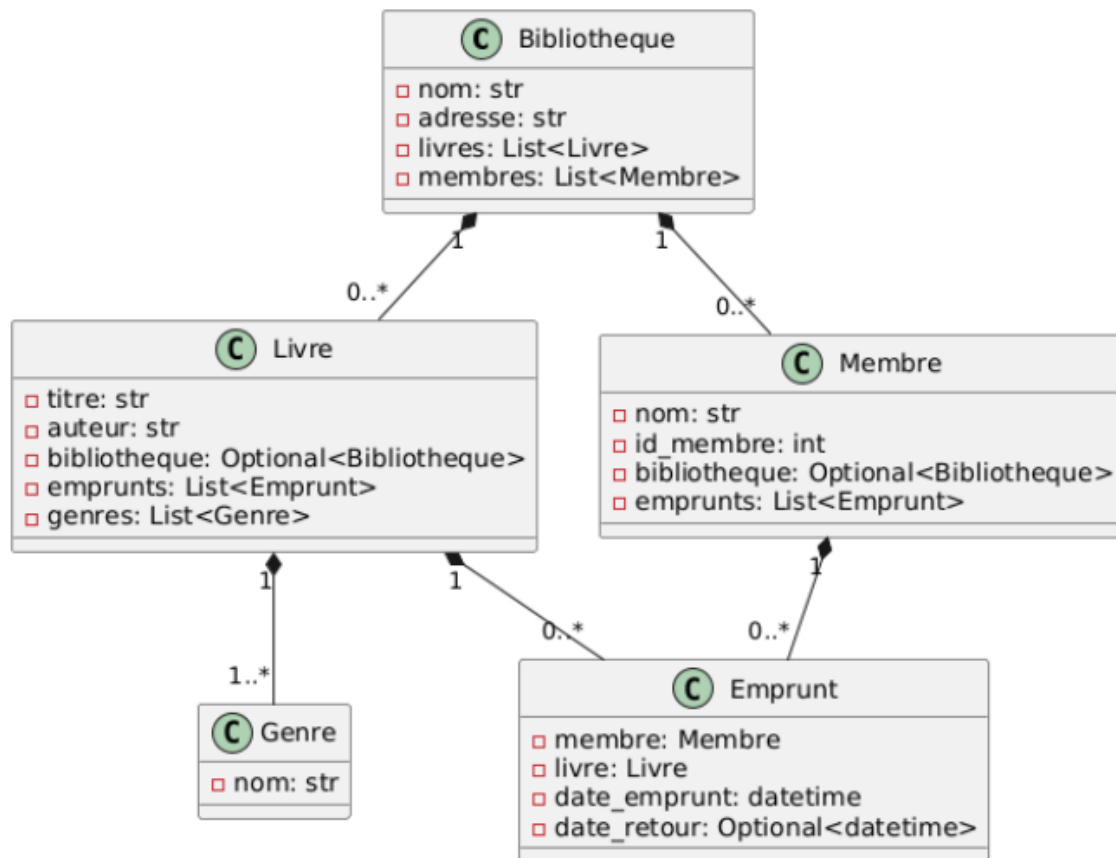 C Bibliotheque
nom: str
adresse: str
livres: List<Livre>
membres: List<Membre>
1
1
0..*
0..*
C Livre
titre: str
auteur: str
bibliotheque: Optional<Bibliotheque>
emprunts: List<Emprunt>
genres: List<Genre>
C Membre
nom: str
id_membre: int
bibliotheque: Optional<Bibliotheque>
emprunts: List<Emprunt>
1
1
1
0..*
0..*
1..*
C Genre
nom: str
C Emprunt
membre: Membre
livre: Livre
date_emprunt: datetime
date_retour: Optional<datetime>